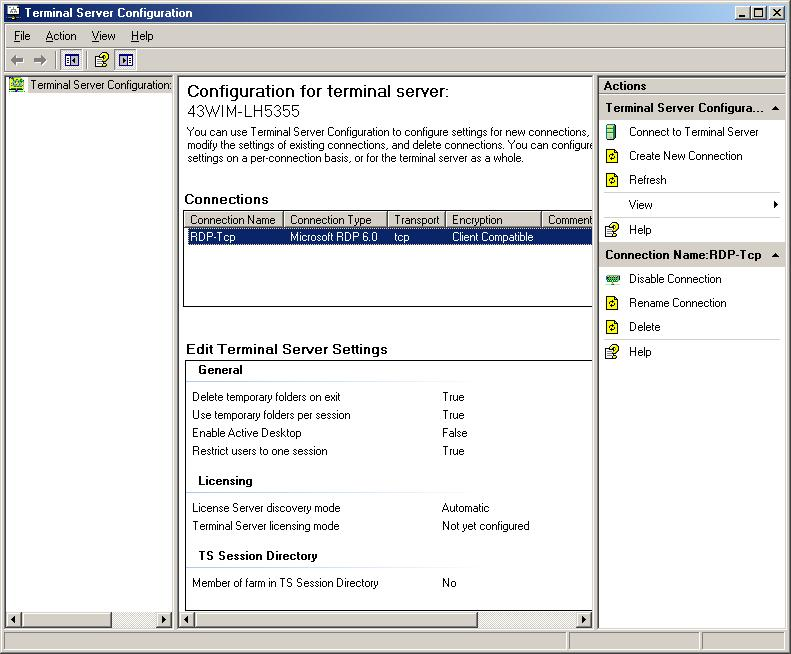 Terminal Server Configuration
File Action View Help
Terminal Server Configuration:
Configuration for terminal server:
43WIM-LH5355
You can use Terminal Server Configuration to configure settings for new connections,
modify the settings of existing connections, and delete connections. You can configure
settings on a per-connection basis, or for the terminal server as a whole.
Connections
Connection Name Connection Type Transport Encryption Comment
RDP-Tcp Microsoft RDP 6.0 tcp Client Compatible
Edit Terminal Server Settings
General
Delete temporary folders on exit True
Use temporary folders per session True
Enable Active Desktop False
Restrict users to one session True
Licensing
License Server discovery mode Automatic
Terminal Server licensing mode Not yet configured
TS Session Directory
Member of farm in TS Session Directory No
Actions
Terminal Server Configura...
Connect to Terminal Server
Create New Connection
Refresh
View
Help
Connection Name:RDP-Tcp
Disable Connection
Rename Connection
Delete
Help